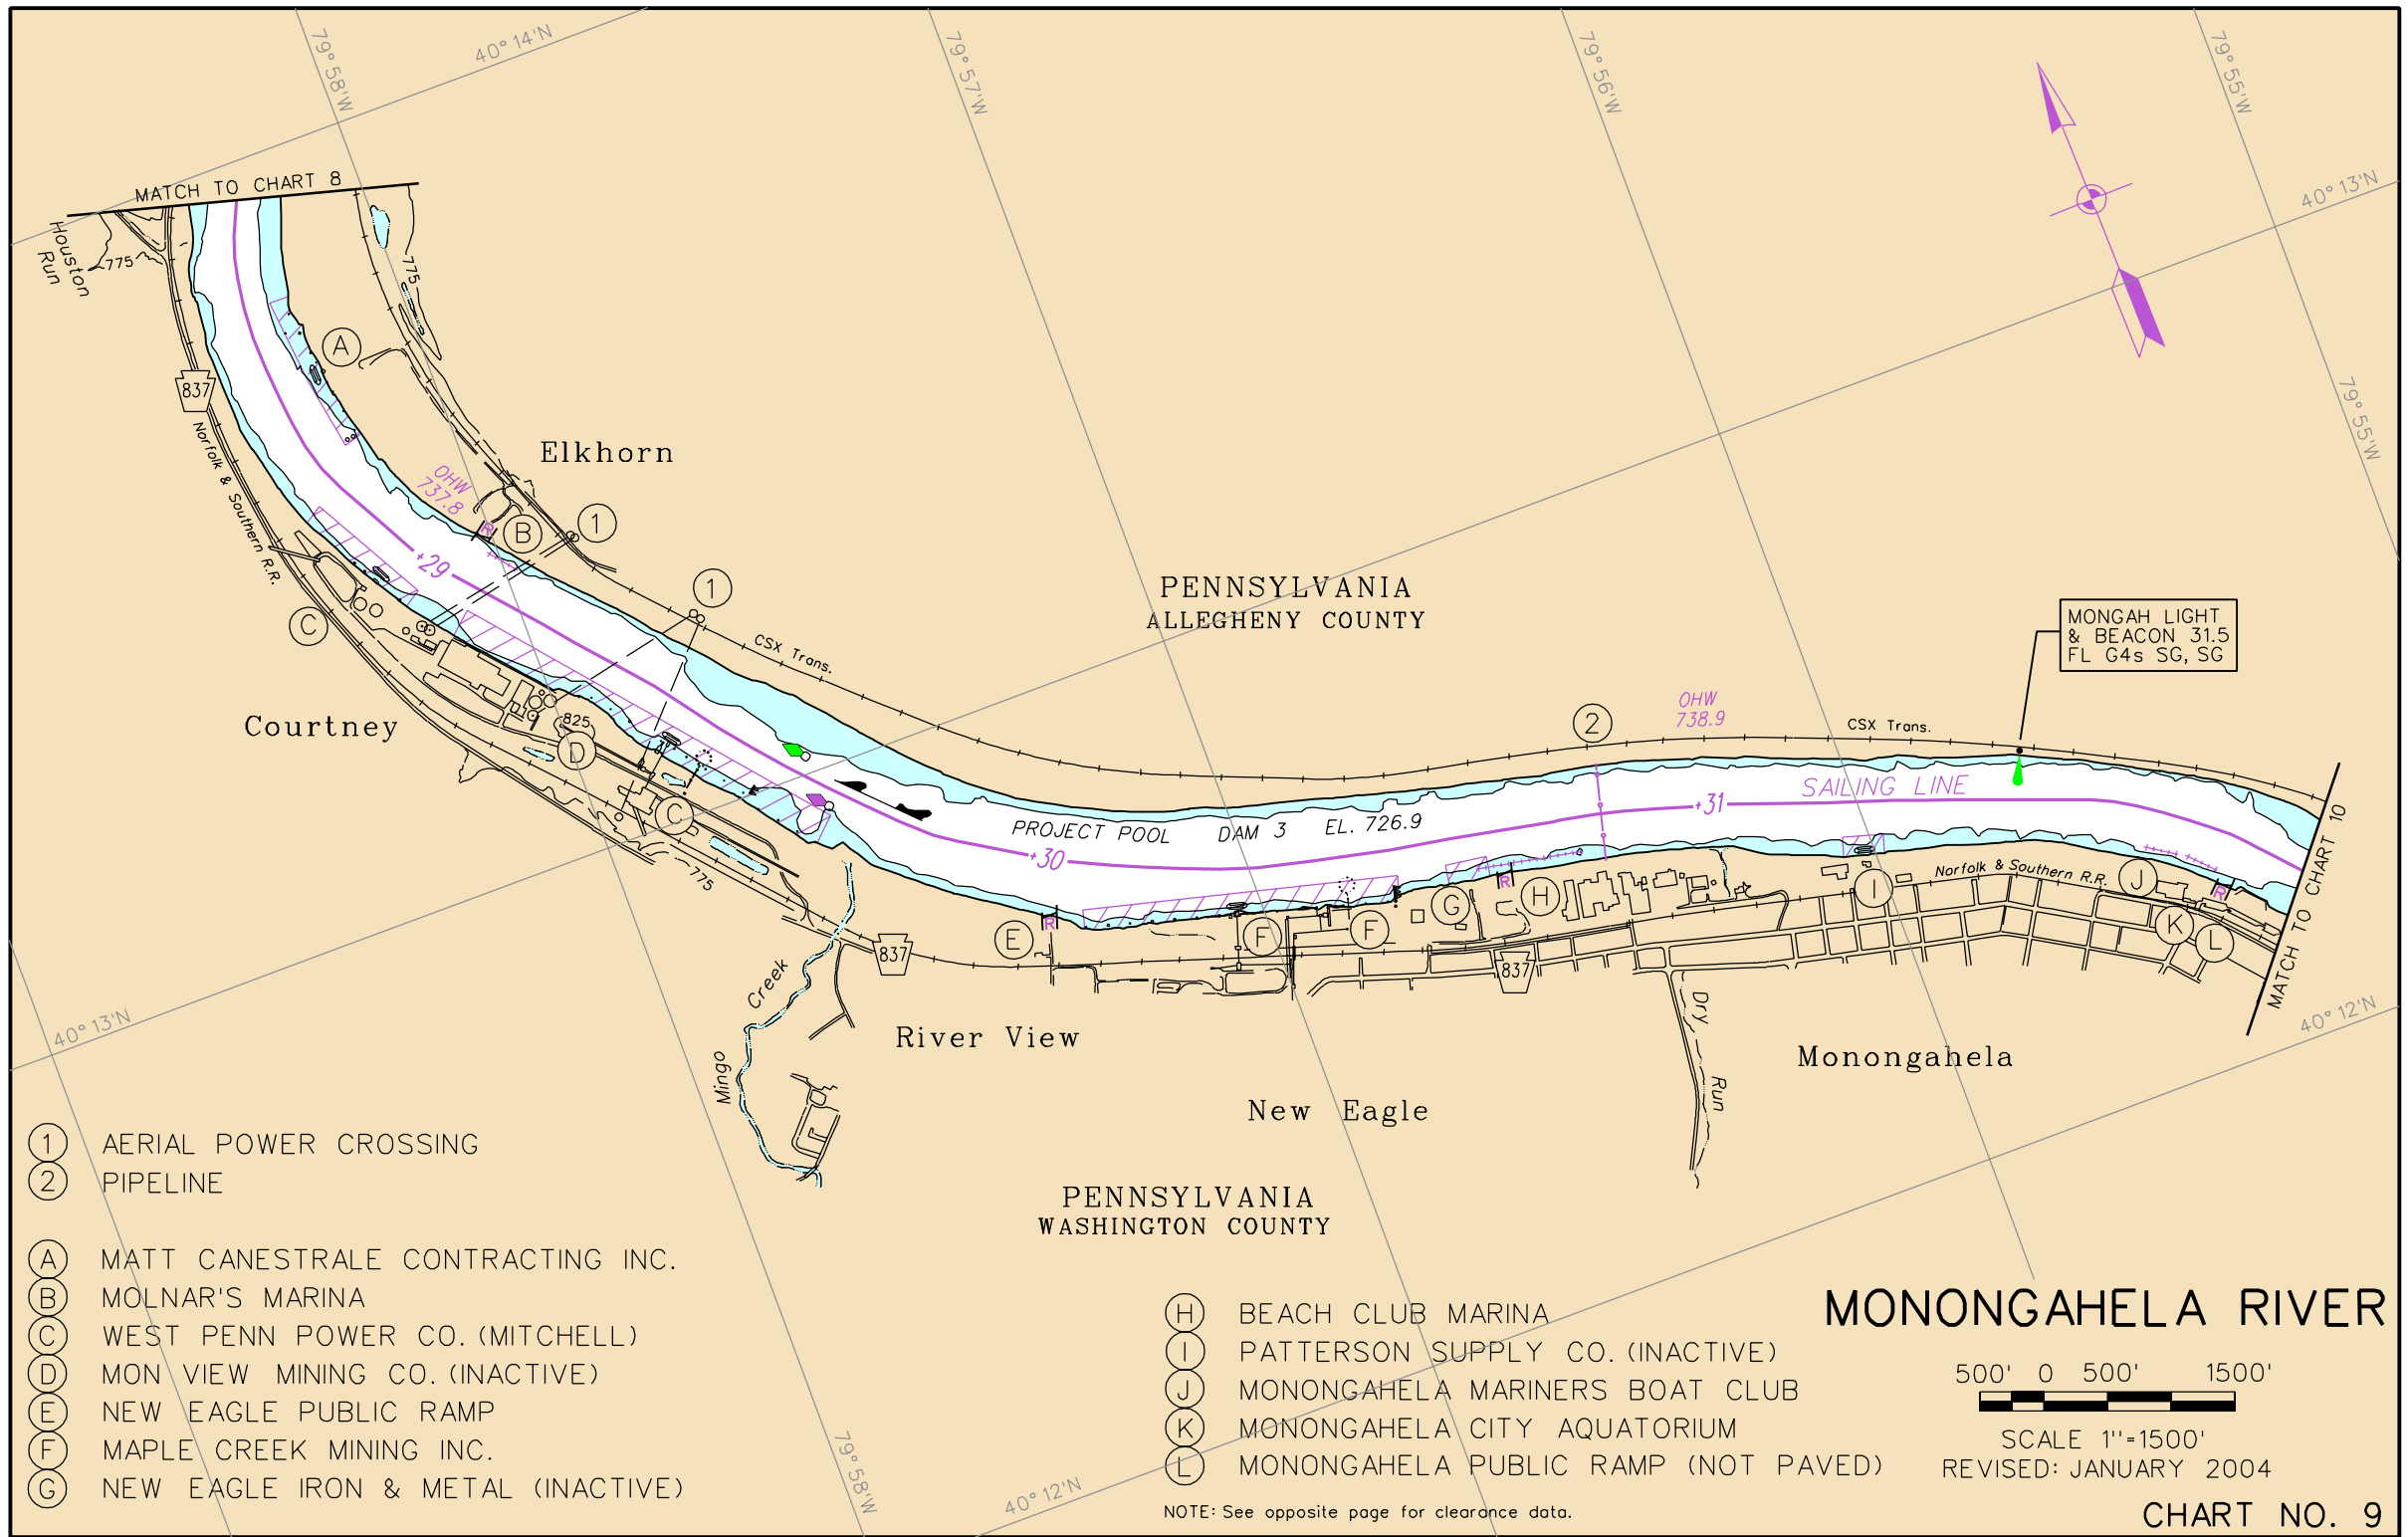 79° 58'W
40° 14'N
79° 57'W
79° 56'W
79° 55'W
40° 13'N
MATCH TO CHART 8
Houston
Run
775
775
837
Norfolk & Southern R.R.
79° 55'W
Elkhorn
OHW
737.8
A
R
B
1
1
+29
C
PENNSYLVANIA
ALLEGHENY COUNTY
MONGAH LIGHT
& BEACON 31.5
FL G4s SG, SG
CSX Trans.
Courtney
825
D
C
775
2
OHW
738.9
CSX Trans.
SAILING LINE
+31
PROJECT POOL DAM 3 EL. 726.9
+30
MATCH TO CHART 10
Norfolk & Southern R.R.
R
E
F
F
G
R
H
I
J
R
K
L
837
837
Mingo Creek
River View
Dry Run
Monongahela
New Eagle
40° 13'N
40° 12'N
PENNSYLVANIA
WASHINGTON COUNTY
1 AERIAL POWER CROSSING
2 PIPELINE
A MATT CANESTRALE CONTRACTING INC.
B MOLNAR'S MARINA
C WEST PENN POWER CO. (MITCHELL)
D MON VIEW MINING CO. (INACTIVE)
E NEW EAGLE PUBLIC RAMP
F MAPLE CREEK MINING INC.
G NEW EAGLE IRON & METAL (INACTIVE)
79° 58'W
40° 12'N
H BEACH CLUB MARINA
I PATTERSON SUPPLY CO. (INACTIVE)
J MONONGAHELA MARINERS BOAT CLUB
K MONONGAHELA CITY AQUATORIUM
L MONONGAHELA PUBLIC RAMP (NOT PAVED)
NOTE: See opposite page for clearance data.
MONONGAHELA RIVER
500' 0 500' 1500'
SCALE 1''=1500'
REVISED: JANUARY 2004
CHART NO. 9